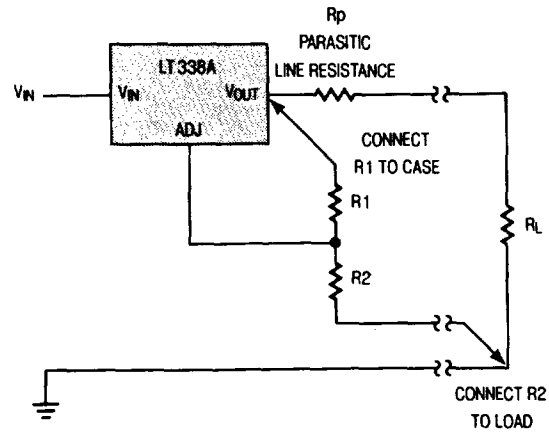 Rp
PARASITIC
LINE RESISTANCE
LT338A
VIN
VIN
VOUT
ADJ
CONNECT
R1 TO CASE
R1
RL
R2
CONNECT R2
TO LOAD